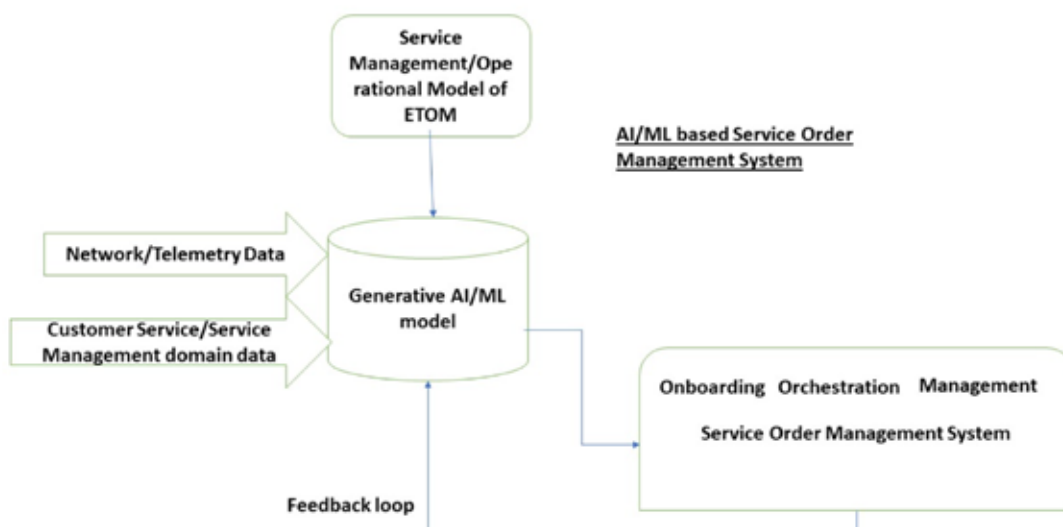 Service
Management/Ope
rational Model of
ETOM
AI/ML based Service Order
Management System
Network/Telemetry Data
Generative AI/ML
model
Customer Service/Service
Management domain data
Onboarding Orchestration Management
Service Order Management System
Feedback loop